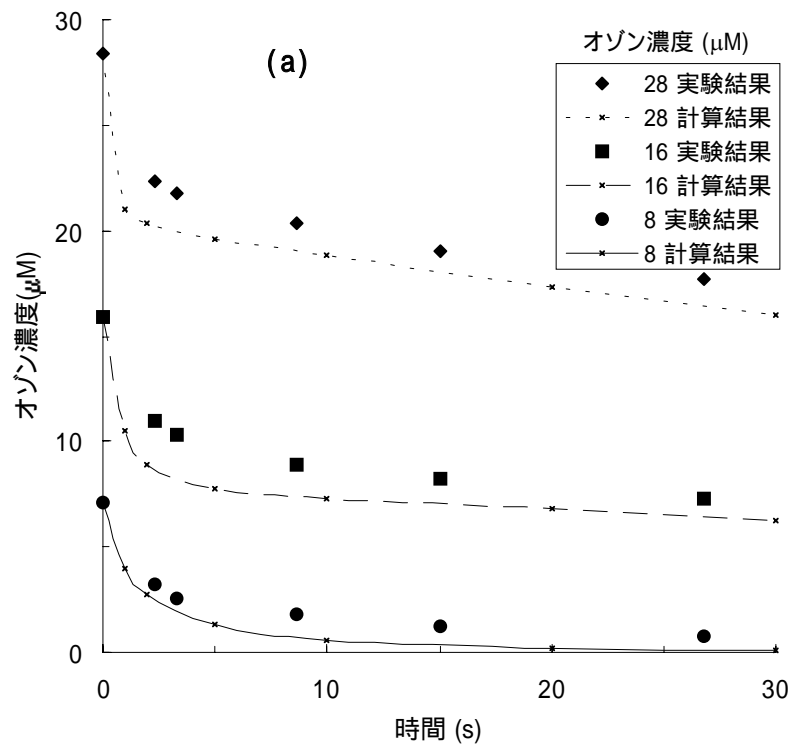 (a)
オゾン濃度 (μM)
28 実験結果
28 計算結果
16 実験結果
16 計算結果
8 実験結果
8 計算結果
オゾン濃度(μM)
30
20
10
0
0 10 20 30
時間 (s)